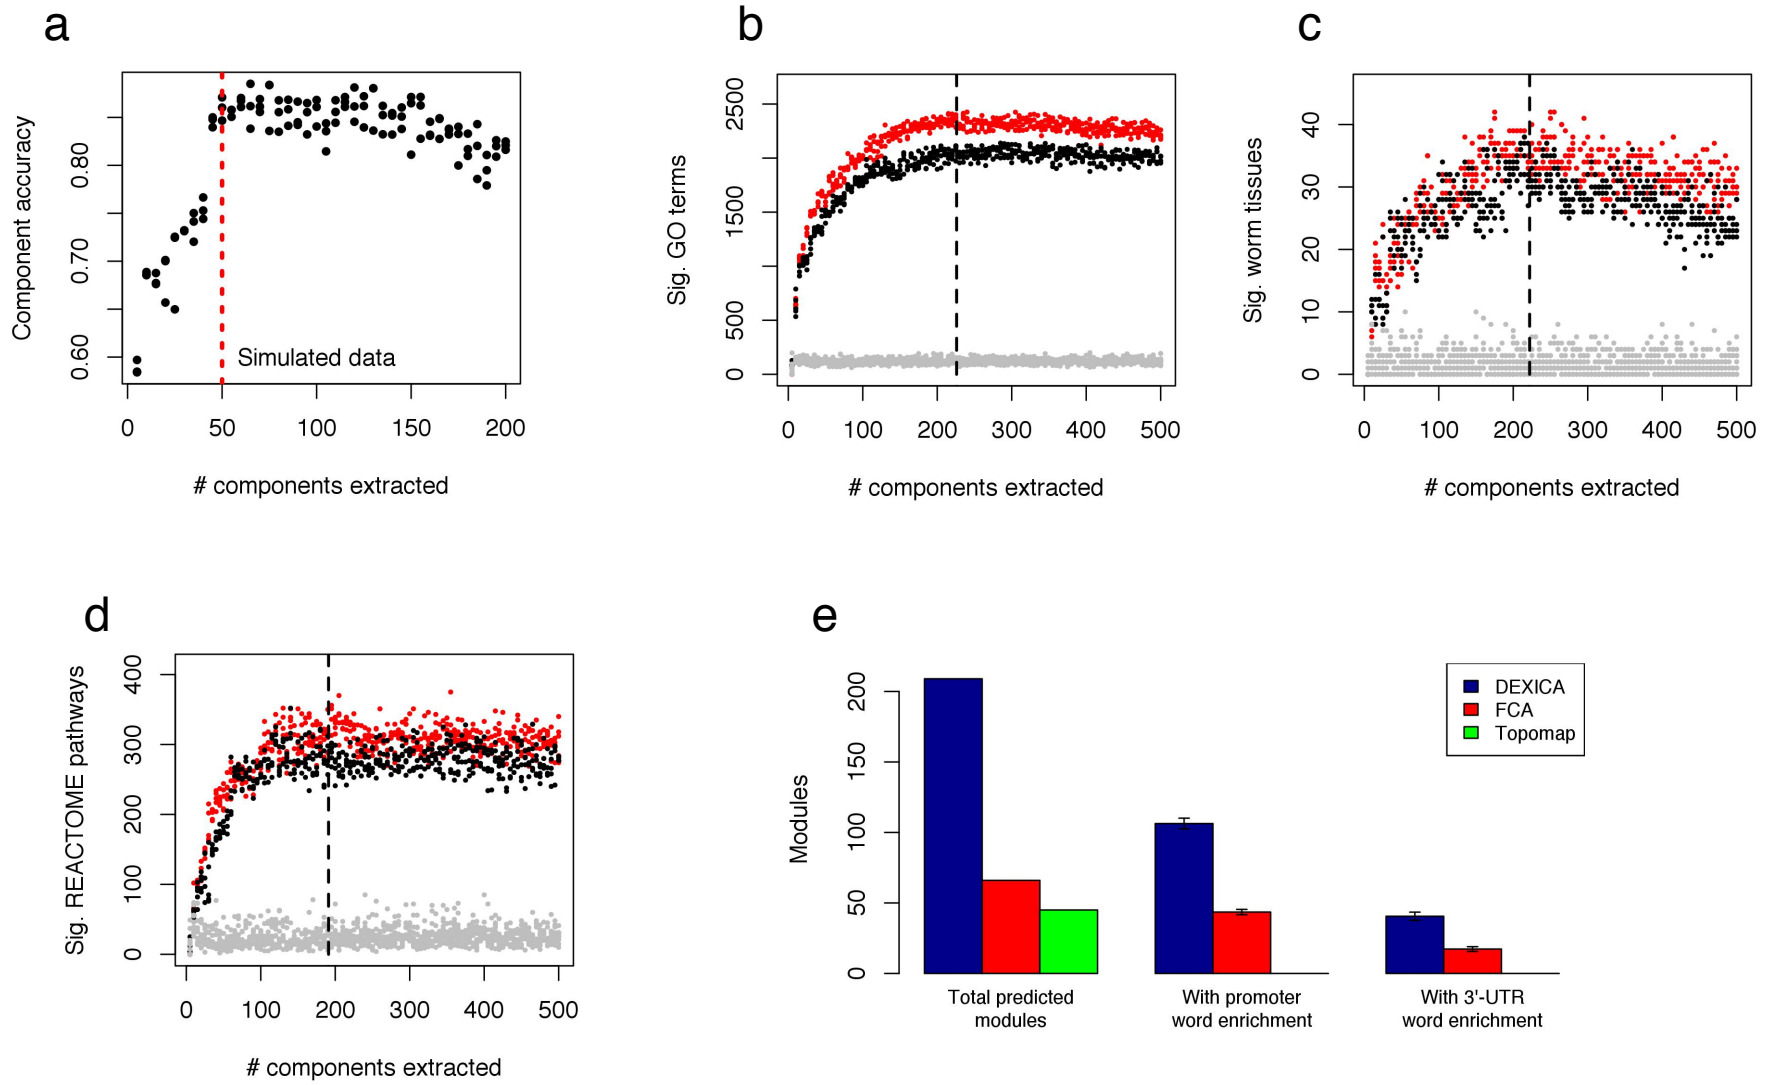 a
Component accuracy
0.60
0.70
0.80
Simulated data
0
50
100
150
200
# components extracted
b
Sig. GO terms
0
500
1500
2500
0
100
200
300
400
500
# components extracted
c
Sig. worm tissues
0
10
20
30
40
0
100
200
300
400
500
# components extracted
d
Sig. REACTOME pathways
0
100
200
300
400
0
100
200
300
400
500
# components extracted
e
Modules
0
50
100
150
200
DEXICA
FCA
Topomap
Total predicted
modules
With promoter
word enrichment
With 3'-UTR
word enrichment